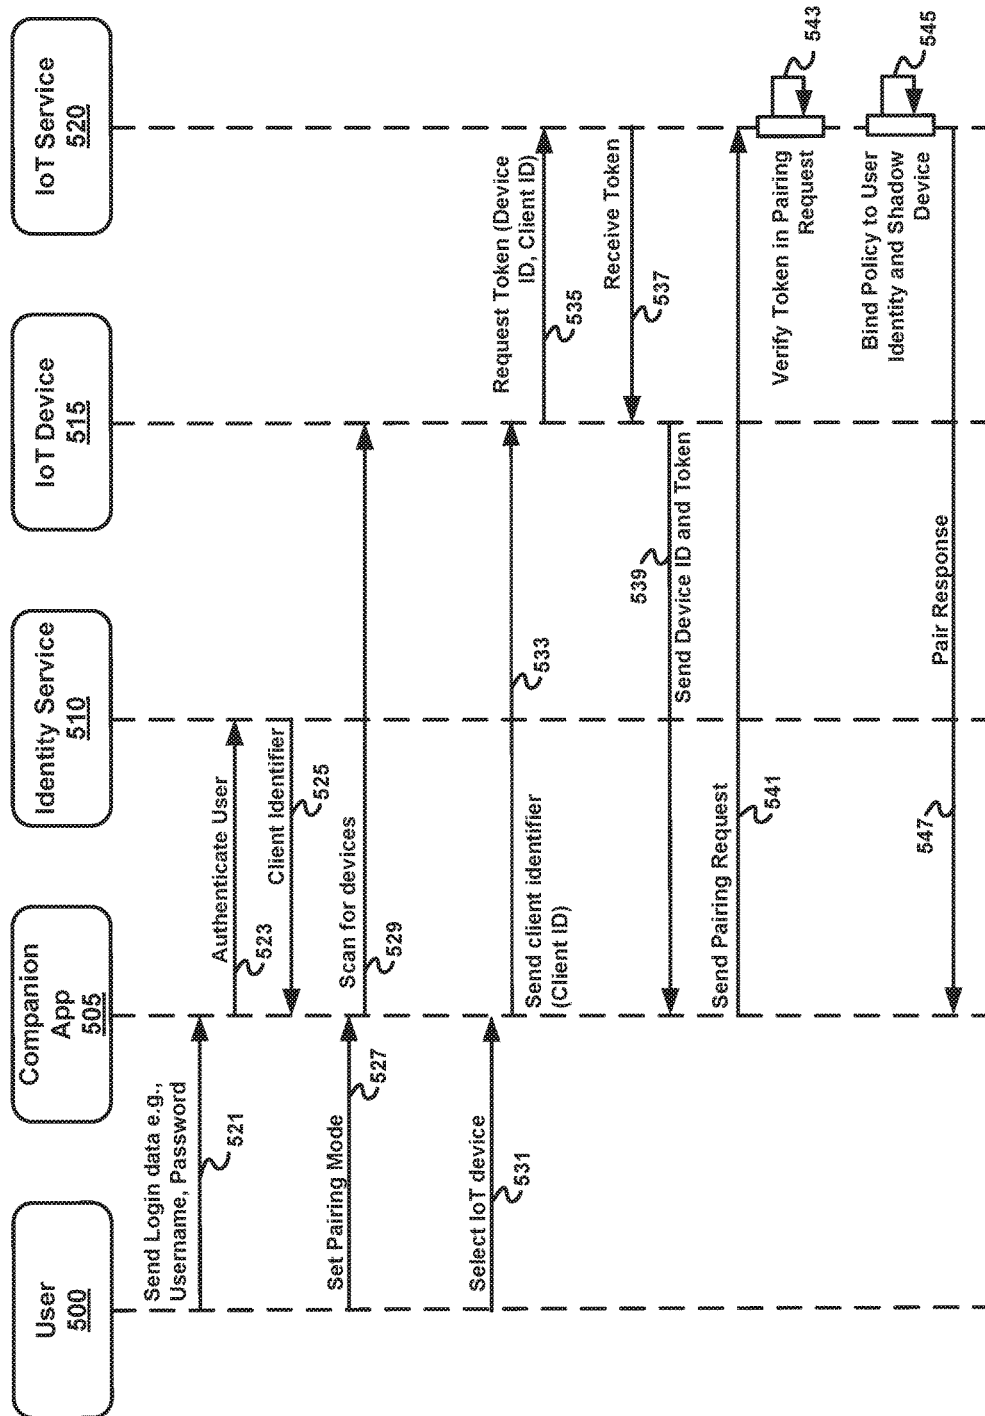 User
500
Companion
App
505
Identity Service
510
IoT Device
515
IoT Service
520
Send Login data e.g.,
Username, Password
521
Authenticate User
523
Client Identifier
525
Set Pairing Mode
527
Scan for devices
529
Select IoT device
531
Send client identifier
(Client ID)
533
Request Token (Device
ID, Client ID)
535
Receive Token
537
539
Send Device ID and Token
Send Pairing Request
541
Verify Token in Pairing
Request
543
Bind Policy to User
Identity and Shadow
Device
545
Pair Response
547